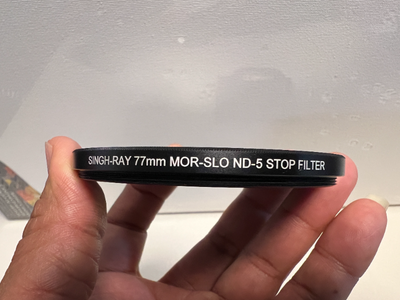 SINGH-RAY 77mm MOR-SLO ND-5 STOP FILTER